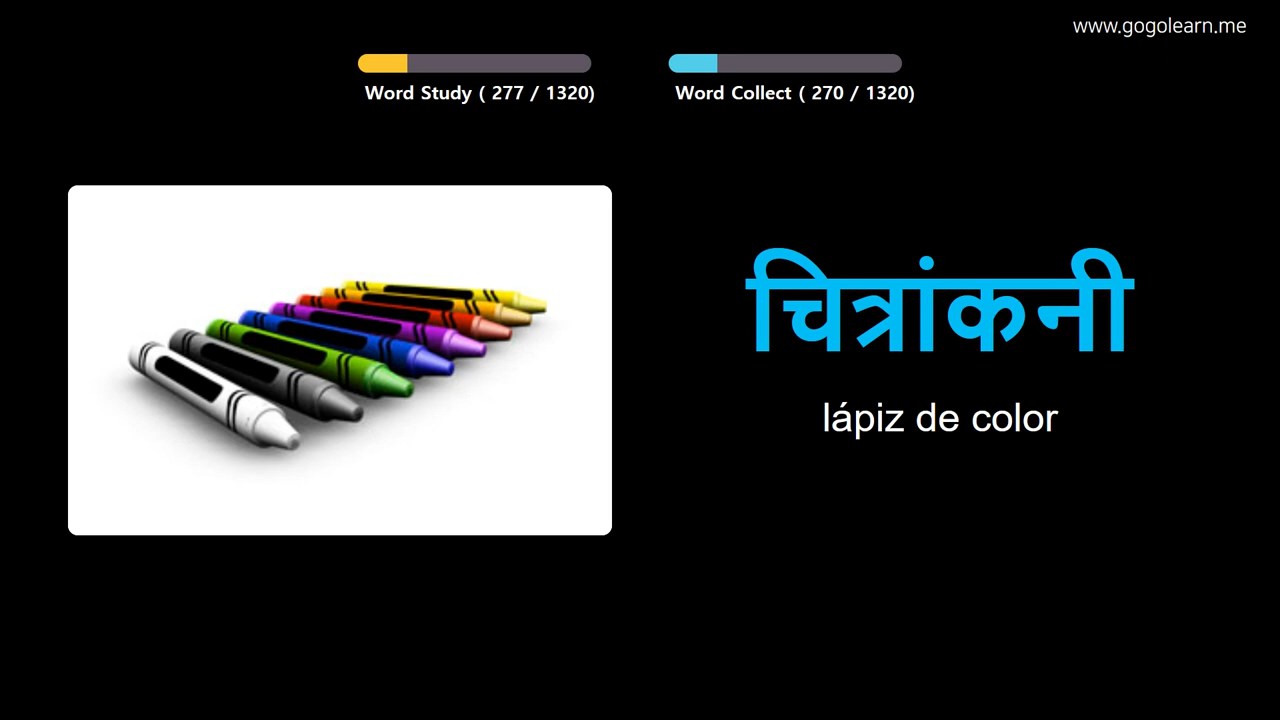 www.gogolearn.me
Word Study ( 277 / 1320)
Word Collect ( 270 / 1320)
चित्रांकनी
lápiz de color